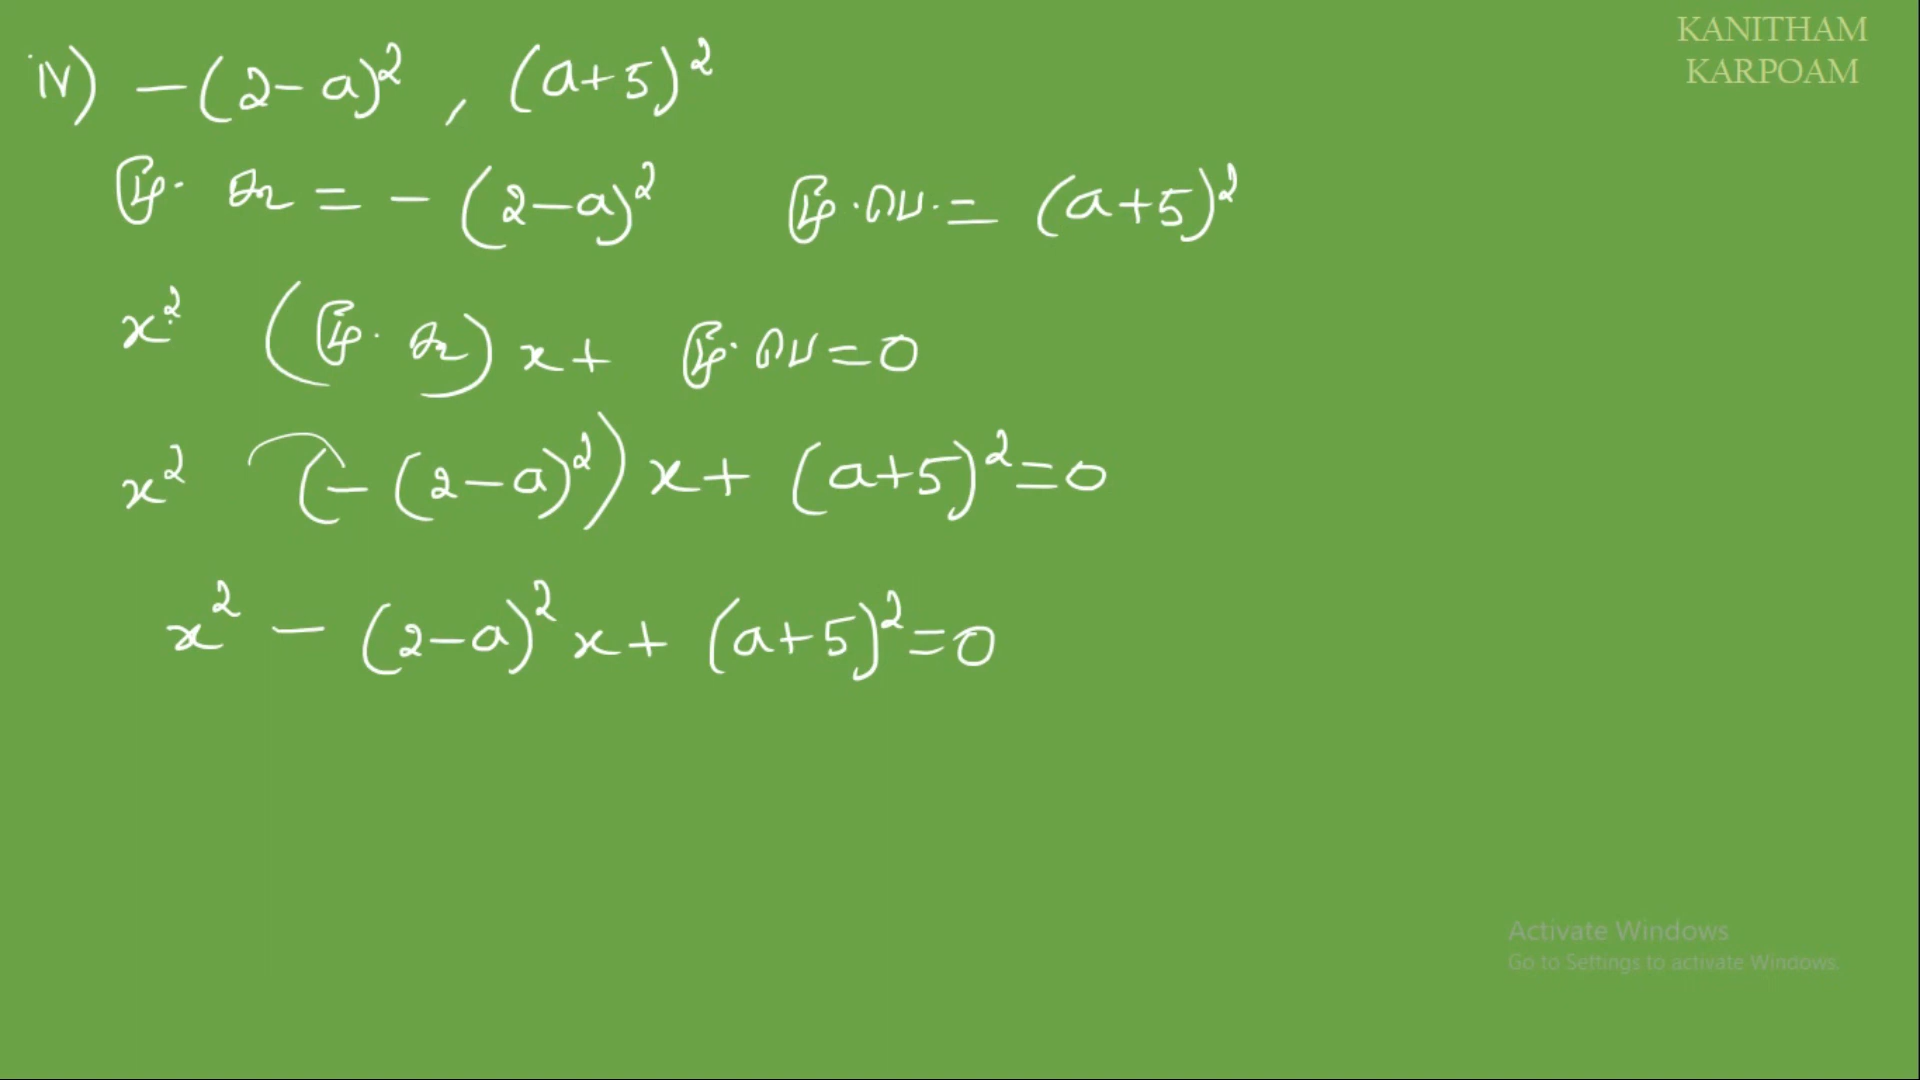 KANITHAM
KARPOAM
iv) -(2-a)², (a+5)²
மூ. கூ = -(2-a)² மூ.பெ. = (a+5)²
x² (மூ. கூ) x + மூ. பெ = 0
x² (-(2-a)²) x + (a+5)² = 0
x² - (2-a)² x + (a+5)² = 0
Activate Windows
Go to Settings to activate Windows.